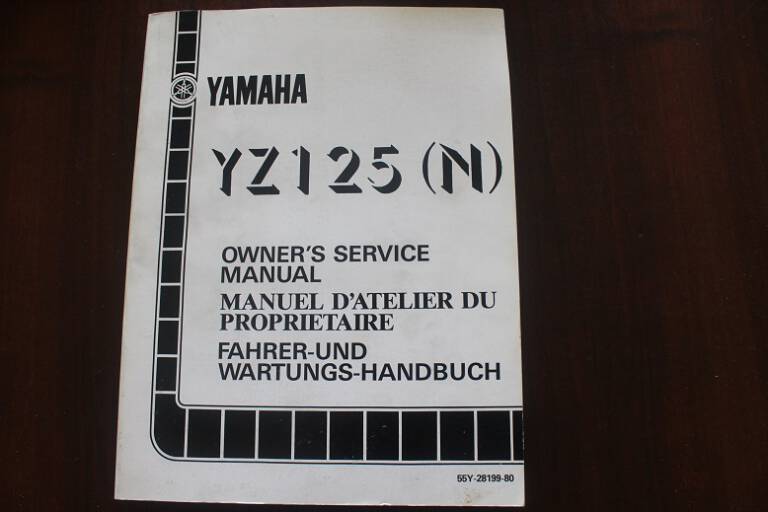 YAMAHA
YZ125 (N)
OWNER'S SERVICE
MANUAL
MANUEL D'ATELIER DU
PROPRIETAIRE
FAHRER-UND
WARTUNGS-HANDBUCH
55Y-28199-80